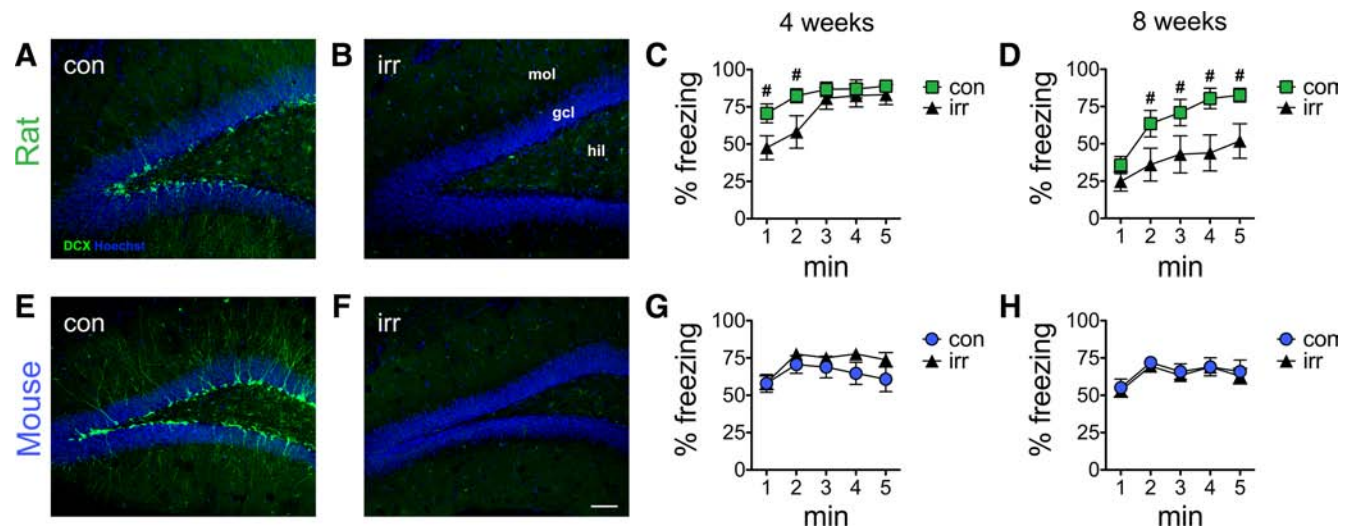 4 weeks
8 weeks
A
con
DCX Hoechst
B
irr
mol
gcl
hil
C
% freezing
100
75
50
25
0
#
#
1 2 3 4 5
min
con
irr
D
% freezing
100
75
50
25
0
#
#
#
#
1 2 3 4 5
min
con
irr
Rat
E
con
F
irr
G
% freezing
100
75
50
25
0
1 2 3 4 5
min
con
irr
H
% freezing
100
75
50
25
0
1 2 3 4 5
min
con
irr
Mouse